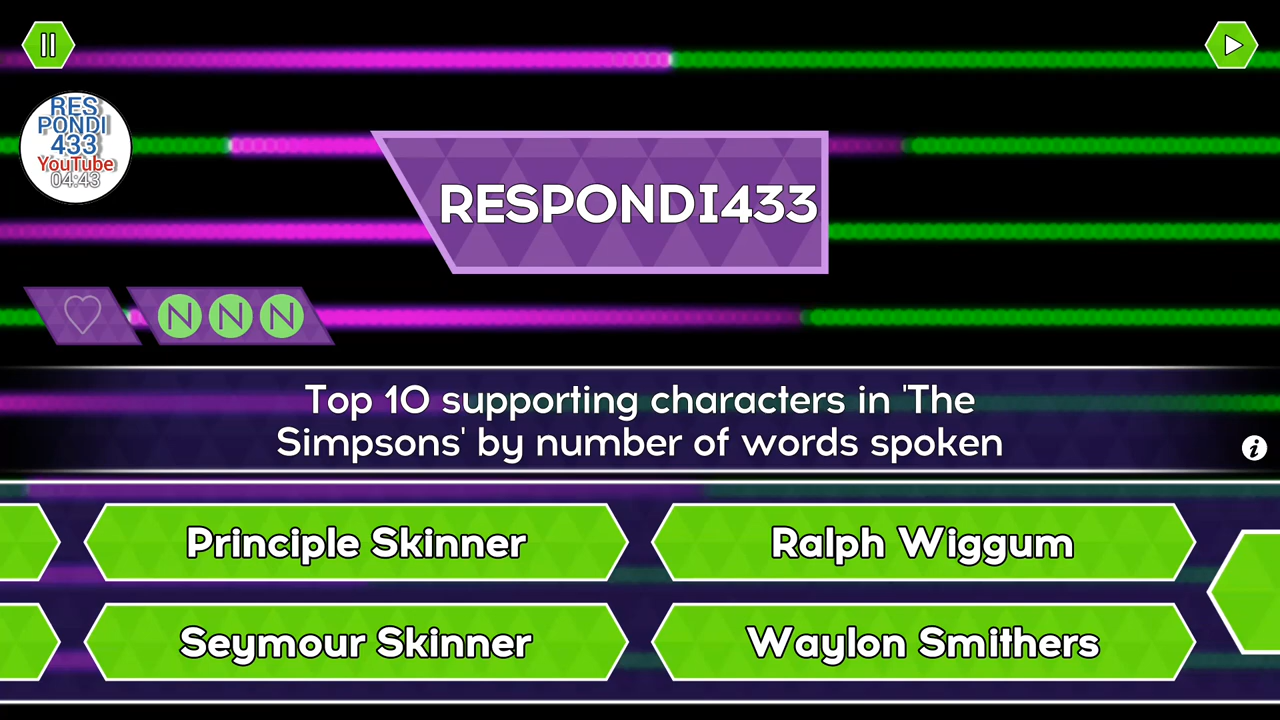 RES
PONDI
433
YouTube
04:43
RESPONDI433
N N N
Top 10 supporting characters in 'The
Simpsons' by number of words spoken
i
Principle Skinner
Ralph Wiggum
Seymour Skinner
Waylon Smithers